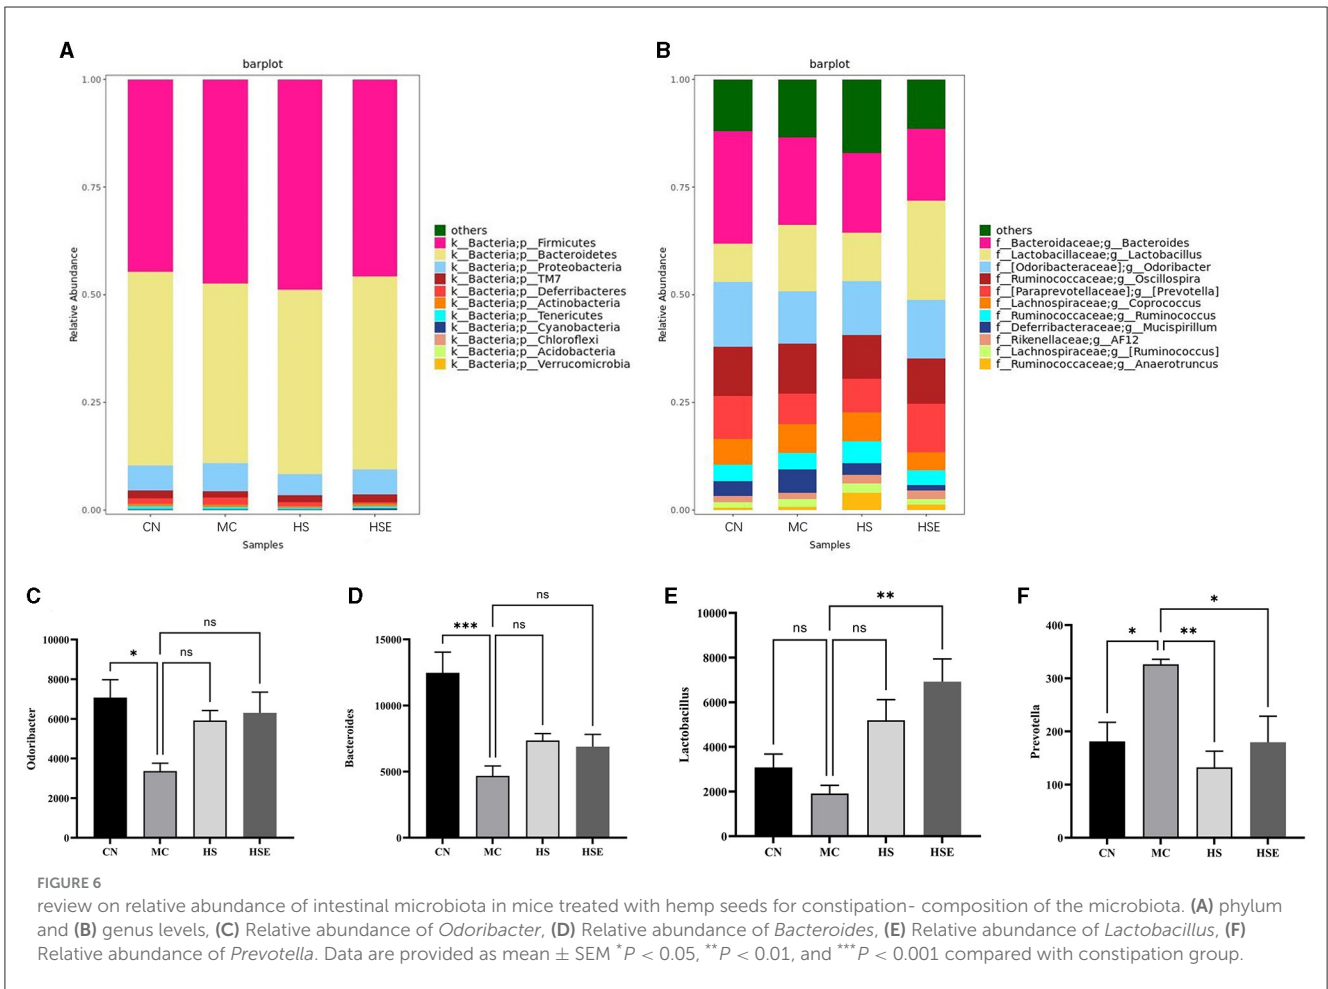 A
barplot
1.00
0.75
0.50
0.25
0.00
Relative Abundance
CN MC HS HSE
Samples
others
k__Bacteria;p__Firmicutes
k__Bacteria;p__Bacteroidetes
k__Bacteria;p__Proteobacteria
k__Bacteria;p__TM7
k__Bacteria;p__Deferribacteres
k__Bacteria;p__Actinobacteria
k__Bacteria;p__Tenericutes
k__Bacteria;p__Cyanobacteria
k__Bacteria;p__Chloroflexi
k__Bacteria;p__Acidobacteria
k__Bacteria;p__Verrucomicrobia
B
barplot
1.00
0.75
0.50
0.25
0.00
Relative Abundance
CN MC HS HSE
Samples
others
f__Bacteroidaceae;g__Bacteroides
f__Lactobacillaceae;g__Lactobacillus
f__[Odoribacteraceae];g__Odoribacter
f__Ruminococcaceae;g__Oscillospira
f__[Paraprevotellaceae];g__[Prevotella]
f__Lachnospiraceae;g__Coprococcus
f__Ruminococcaceae;g__Ruminococcus
f__Deferribacteraceae;g__Mucispirillum
f__Rikenellaceae;g__AF12
f__Lachnospiraceae;g__[Ruminococcus]
f__Ruminococcaceae;g__Anaerotruncus
C
ns
* ns
10000
8000
6000
4000
2000
0
Odoribacter
CN MC HS HSE
D
ns
*** ns
15000
10000
5000
0
Bacteroides
CN MC HS HSE
E
**
ns ns
10000
8000
6000
4000
2000
0
Lactobacillus
CN MC HS HSE
F
*
* **
400
300
200
100
0
Prevotella
CN MC HS HSE
FIGURE 6
review on relative abundance of intestinal microbiota in mice treated with hemp seeds for constipation- composition of the microbiota. (A) phylum
and (B) genus levels, (C) Relative abundance of Odoribacter, (D) Relative abundance of Bacteroides, (E) Relative abundance of Lactobacillus, (F)
Relative abundance of Prevotella. Data are provided as mean ± SEM *P < 0.05, **P < 0.01, and ***P < 0.001 compared with constipation group.